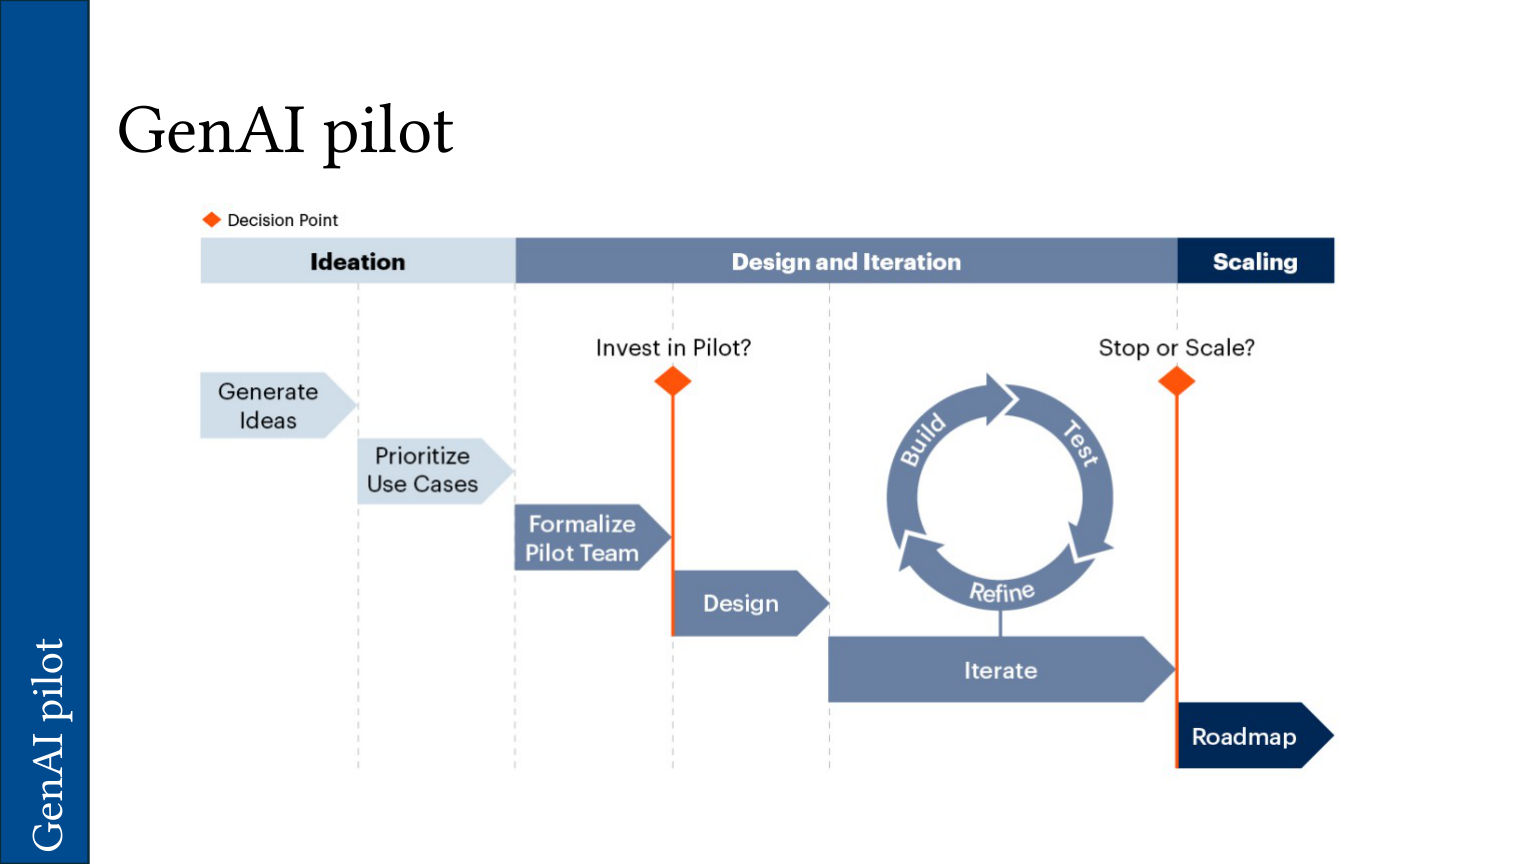 GenAI pilot
GenAI pilot
Decision Point
Ideation
Design and Iteration
Scaling
Invest in Pilot?
Stop or Scale?
Generate
Ideas
Prioritize
Use Cases
Formalize
Pilot Team
Design
Build
Test
Refine
Iterate
Roadmap